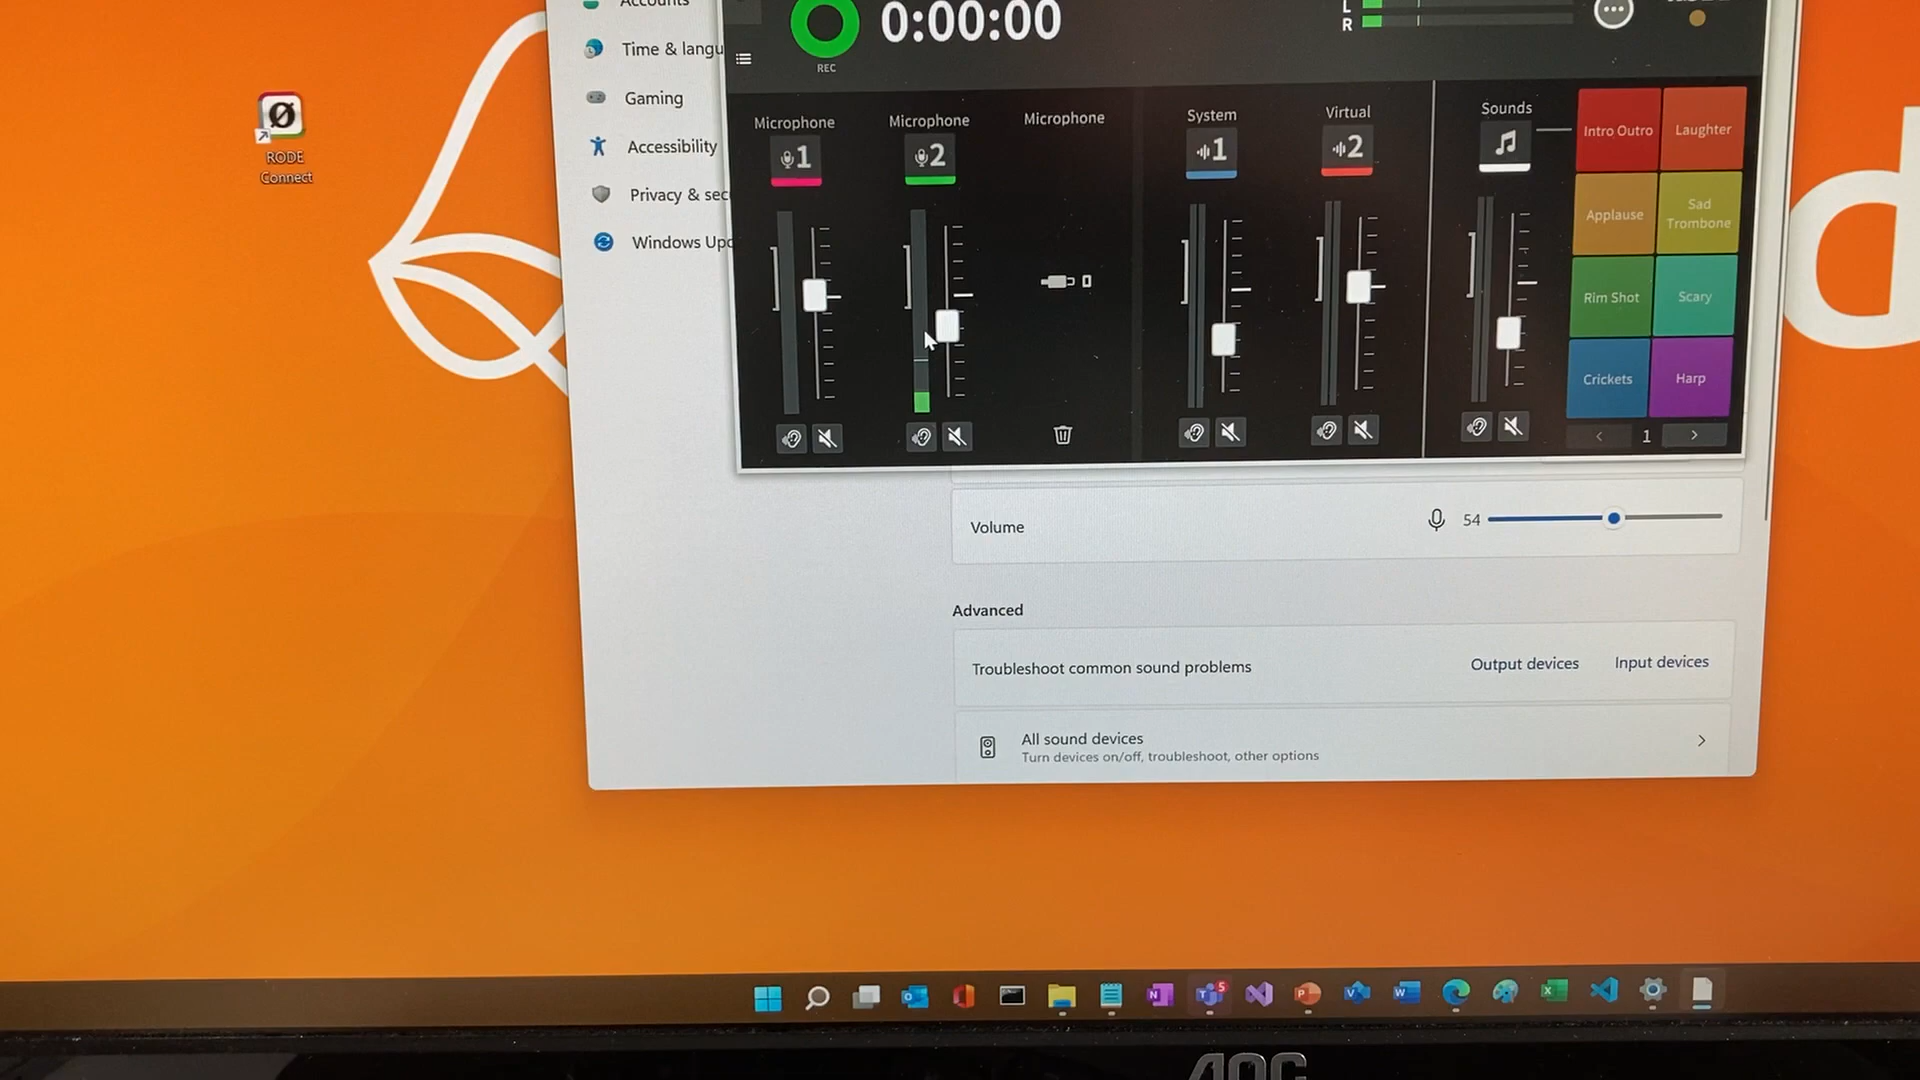 Time & langu
0:00:00
L
R
REC
Gaming
Accessibility
Privacy & sec
Windows Upd
RODE
Connect
Microphone
1
Microphone
2
Microphone
System
1
Virtual
2
Sounds
Intro Outro
Laughter
Applause
Sad
Trombone
Rim Shot
Scary
Crickets
Harp
< 1 >
Volume
54
Advanced
Troubleshoot common sound problems
Output devices
Input devices
All sound devices
Turn devices on/off, troubleshoot, other options
5
AOC